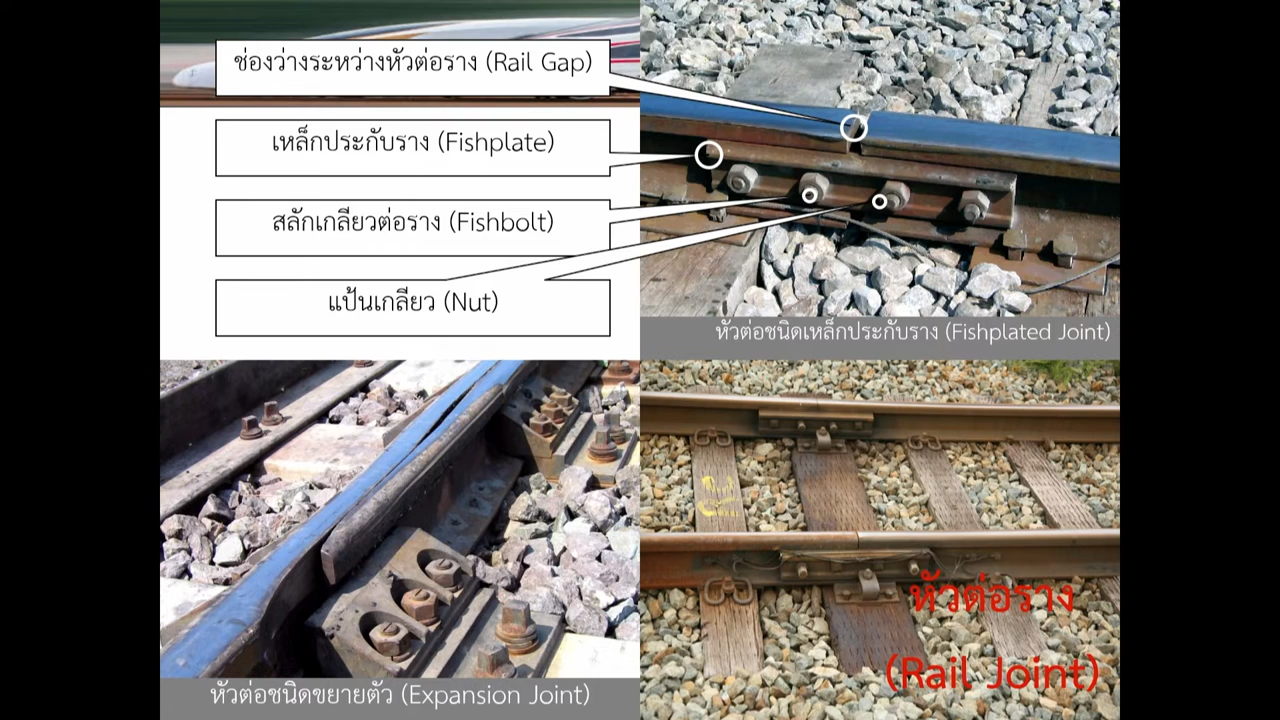 ช่องว่างระหว่างหัวต่อราง (Rail Gap)
เหล็กประกับราง (Fishplate)
สลักเกลียวต่อราง (Fishbolt)
แป้นเกลียว (Nut)
หัวต่อชนิดเหล็กประกับราง (Fishplated Joint)
หัวต่อชนิดขยายตัว (Expansion Joint)
หัวต่อราง
(Rail Joint)